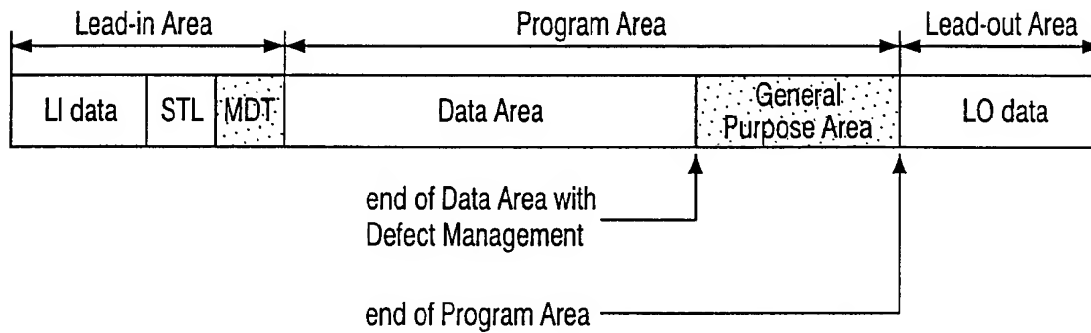 Lead-in Area Program Area Lead-out Area
LI data STL MDT Data Area General Purpose Area LO data
end of Data Area with
Defect Management
end of Program Area